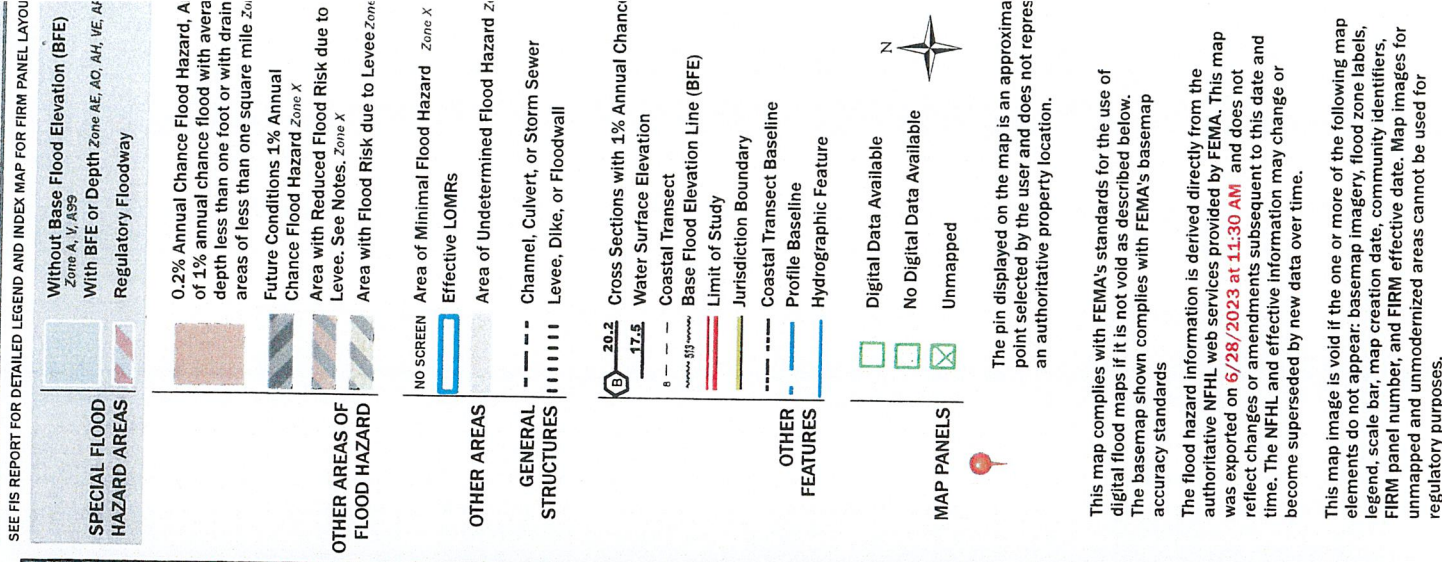 SEE FIS REPORT FOR DETAILED LEGEND AND INDEX MAP FOR FIRM PANEL LAYOU
SPECIAL FLOOD
HAZARD AREAS
Without Base Flood Elevation (BFE)
Zone A, V, A99
With BFE or Depth Zone AE, AO, AH, VE, AR
Regulatory Floodway
OTHER AREAS OF
FLOOD HAZARD
0.2% Annual Chance Flood Hazard, A
of 1% annual chance flood with avera
depth less than one foot or with drain
areas of less than one square mile Zo
Future Conditions 1% Annual
Chance Flood Hazard Zone X
Area with Reduced Flood Risk due to
Levee. See Notes. Zone X
Area with Flood Risk due to Levee Zone
OTHER AREAS
NO SCREEN Area of Minimal Flood Hazard Zone X
Effective LOMRs
Area of Undetermined Flood Hazard Z
GENERAL
STRUCTURES
Channel, Culvert, or Storm Sewer
Levee, Dike, or Floodwall
B 20.2 Cross Sections with 1% Annual Chance
17.5 Water Surface Elevation
8 Coastal Transect
513 Base Flood Elevation Line (BFE)
Limit of Study
Jurisdiction Boundary
Coastal Transect Baseline
OTHER
FEATURES
Profile Baseline
Hydrographic Feature
MAP PANELS
Digital Data Available
No Digital Data Available
Unmapped
N
The pin displayed on the map is an approxima
point selected by the user and does not repres
an authoritative property location.
This map complies with FEMA's standards for the use of
digital flood maps if it is not void as described below.
The basemap shown complies with FEMA's basemap
accuracy standards
The flood hazard information is derived directly from the
authoritative NFHL web services provided by FEMA. This map
was exported on 6/28/2023 at 11:30 AM and does not
reflect changes or amendments subsequent to this date and
time. The NFHL and effective information may change or
become superseded by new data over time.
This map image is void if the one or more of the following map
elements do not appear: basemap imagery, flood zone labels,
legend, scale bar, map creation date, community identifiers,
FIRM panel number, and FIRM effective date. Map images for
unmapped and unmodernized areas cannot be used for
regulatory purposes.